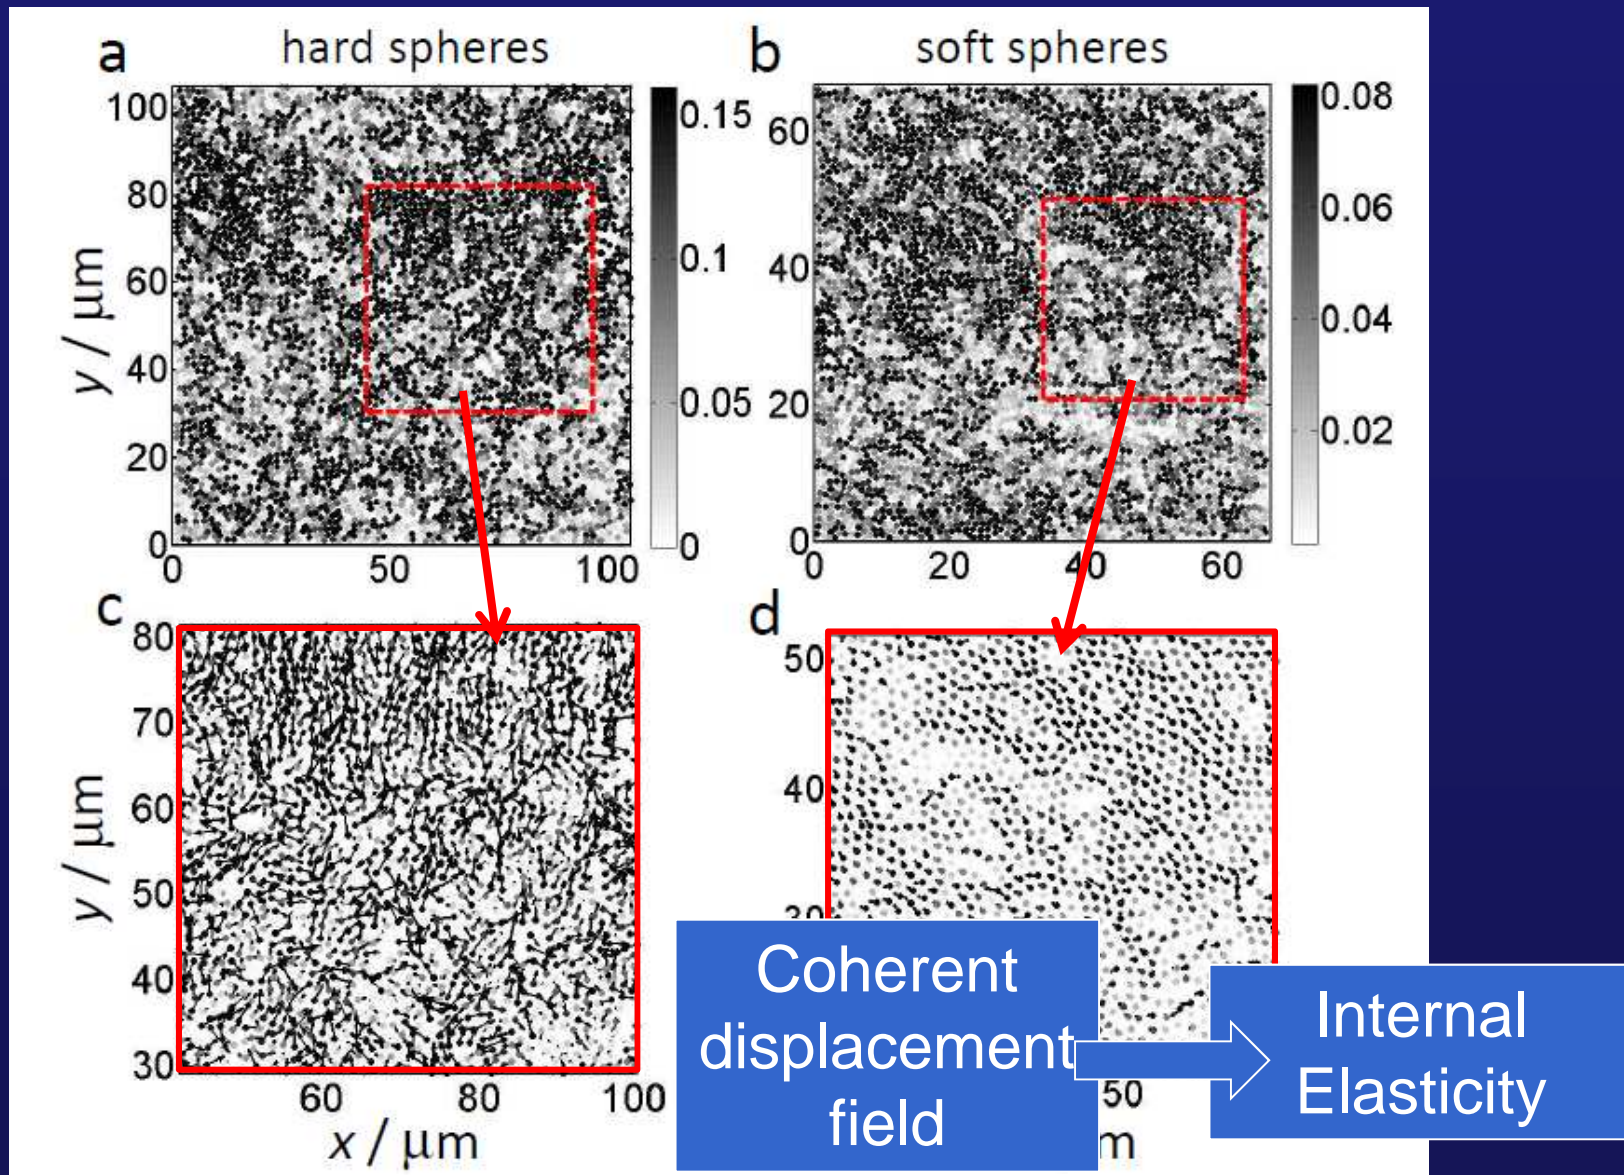 a hard spheres
b soft spheres
100
80
60
40
20
0
y / μm
0 50 100
0.15
0.1
0.05
0
60
40
20
0
0 20 40 60
0.08
0.06
0.04
0.02
c
80
70
60
50
40
30
y / μm
60 80 100
x / μm
d
50
40
50
m
Coherent
displacement
field
Internal
Elasticity